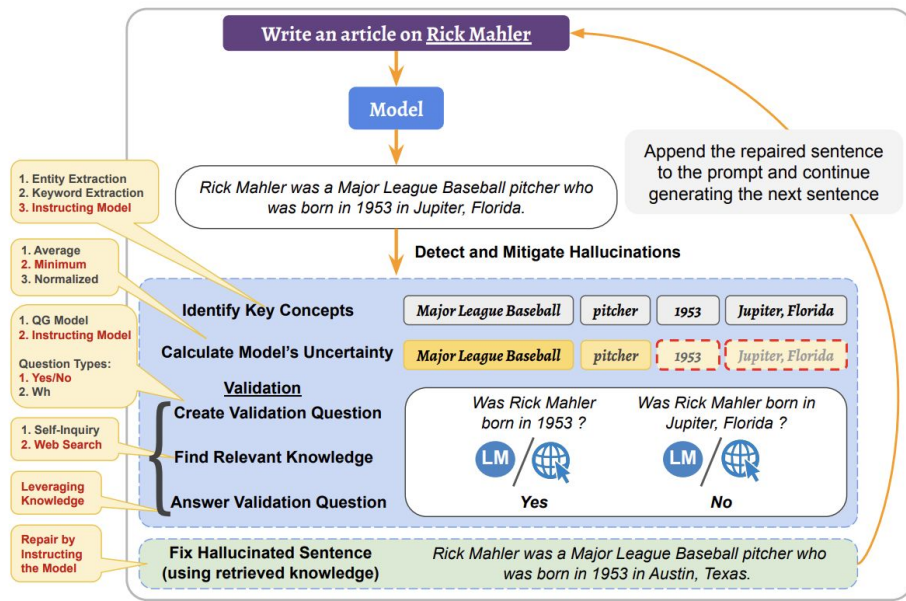 Write an article on Rick Mahler
Model
Rick Mahler was a Major League Baseball pitcher who
was born in 1953 in Jupiter, Florida.
Append the repaired sentence
to the prompt and continue
generating the next sentence
Detect and Mitigate Hallucinations
1. Entity Extraction
2. Keyword Extraction
3. Instructing Model
1. Average
2. Minimum
3. Normalized
1. QG Model
2. Instructing Model
Question Types:
1. Yes/No
2. Wh
1. Self-Inquiry
2. Web Search
Leveraging
Knowledge
Repair by
Instructing
the Model
Identify Key Concepts
Major League Baseball
pitcher
1953
Jupiter, Florida
Calculate Model's Uncertainty
Major League Baseball
pitcher
1953
Jupiter, Florida
Validation
Create Validation Question
Find Relevant Knowledge
Answer Validation Question
Was Rick Mahler
born in 1953 ?
LM
Yes
Was Rick Mahler born in
Jupiter, Florida ?
LM
No
Fix Hallucinated Sentence
(using retrieved knowledge)
Rick Mahler was a Major League Baseball pitcher who
was born in 1953 in Austin, Texas.